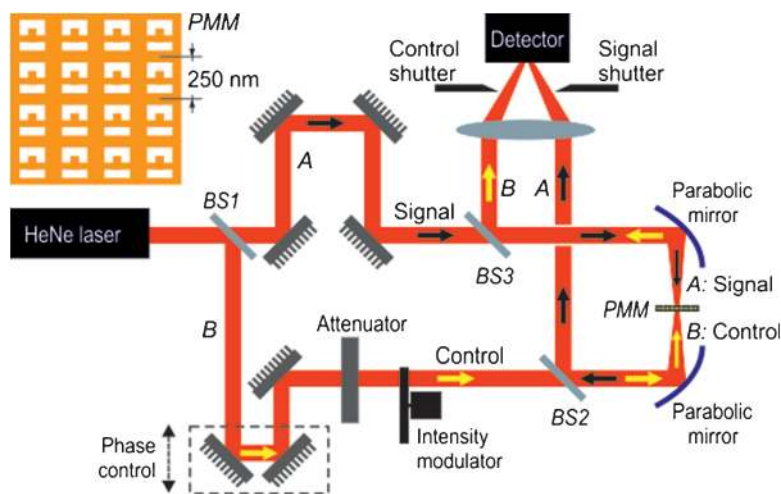 PMM
250 nm
Control
shutter
Detector
Signal
shutter
A
BS1
HeNe laser
Signal
B
A
BS3
Parabolic
mirror
A: Signal
PMM
B: Control
B
Attenuator
Control
BS2
Parabolic
mirror
Phase
control
Intensity
modulator